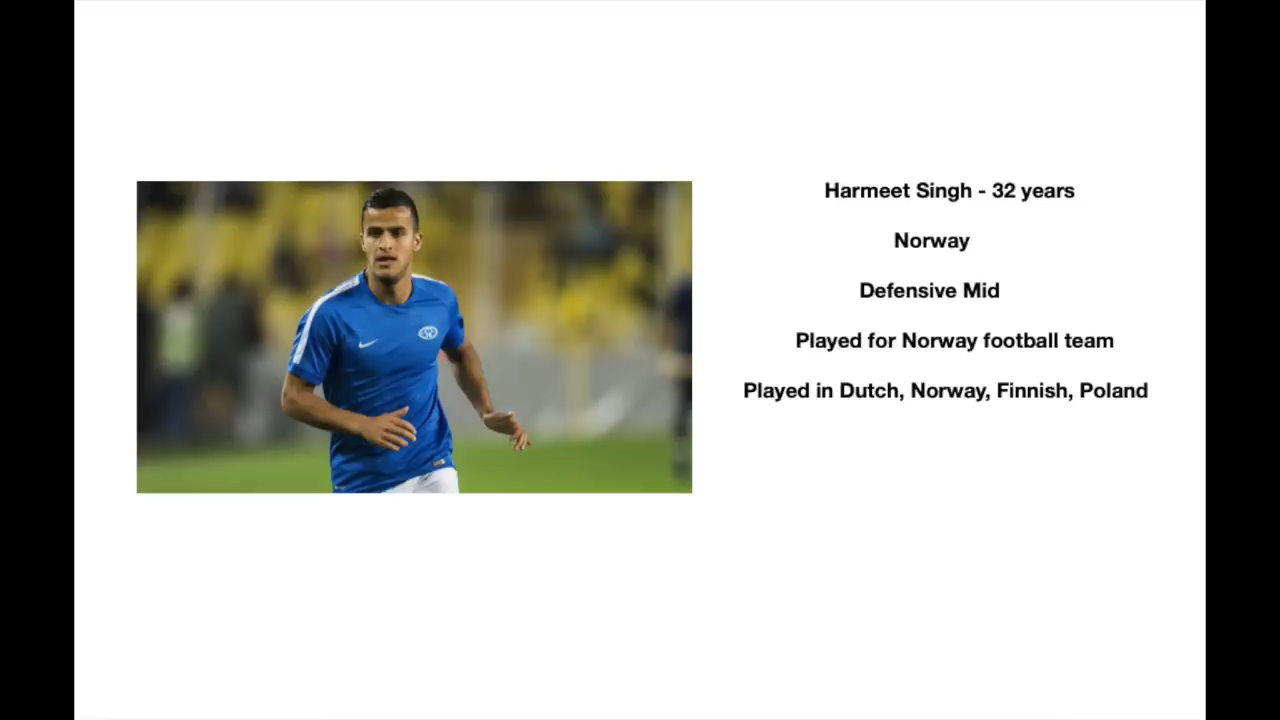 Harmeet Singh - 32 years
Norway
Defensive Mid
Played for Norway football team
Played in Dutch, Norway, Finnish, Poland